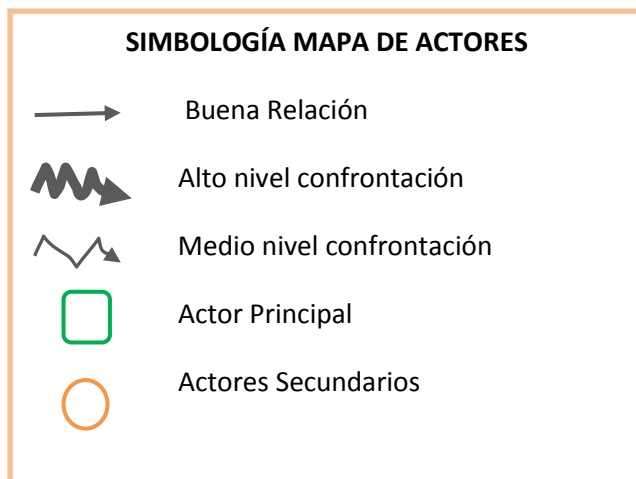 SIMBOLOGÍA MAPA DE ACTORES
Buena Relación
Alto nivel confrontación
Medio nivel confrontación
Actor Principal
Actores Secundarios